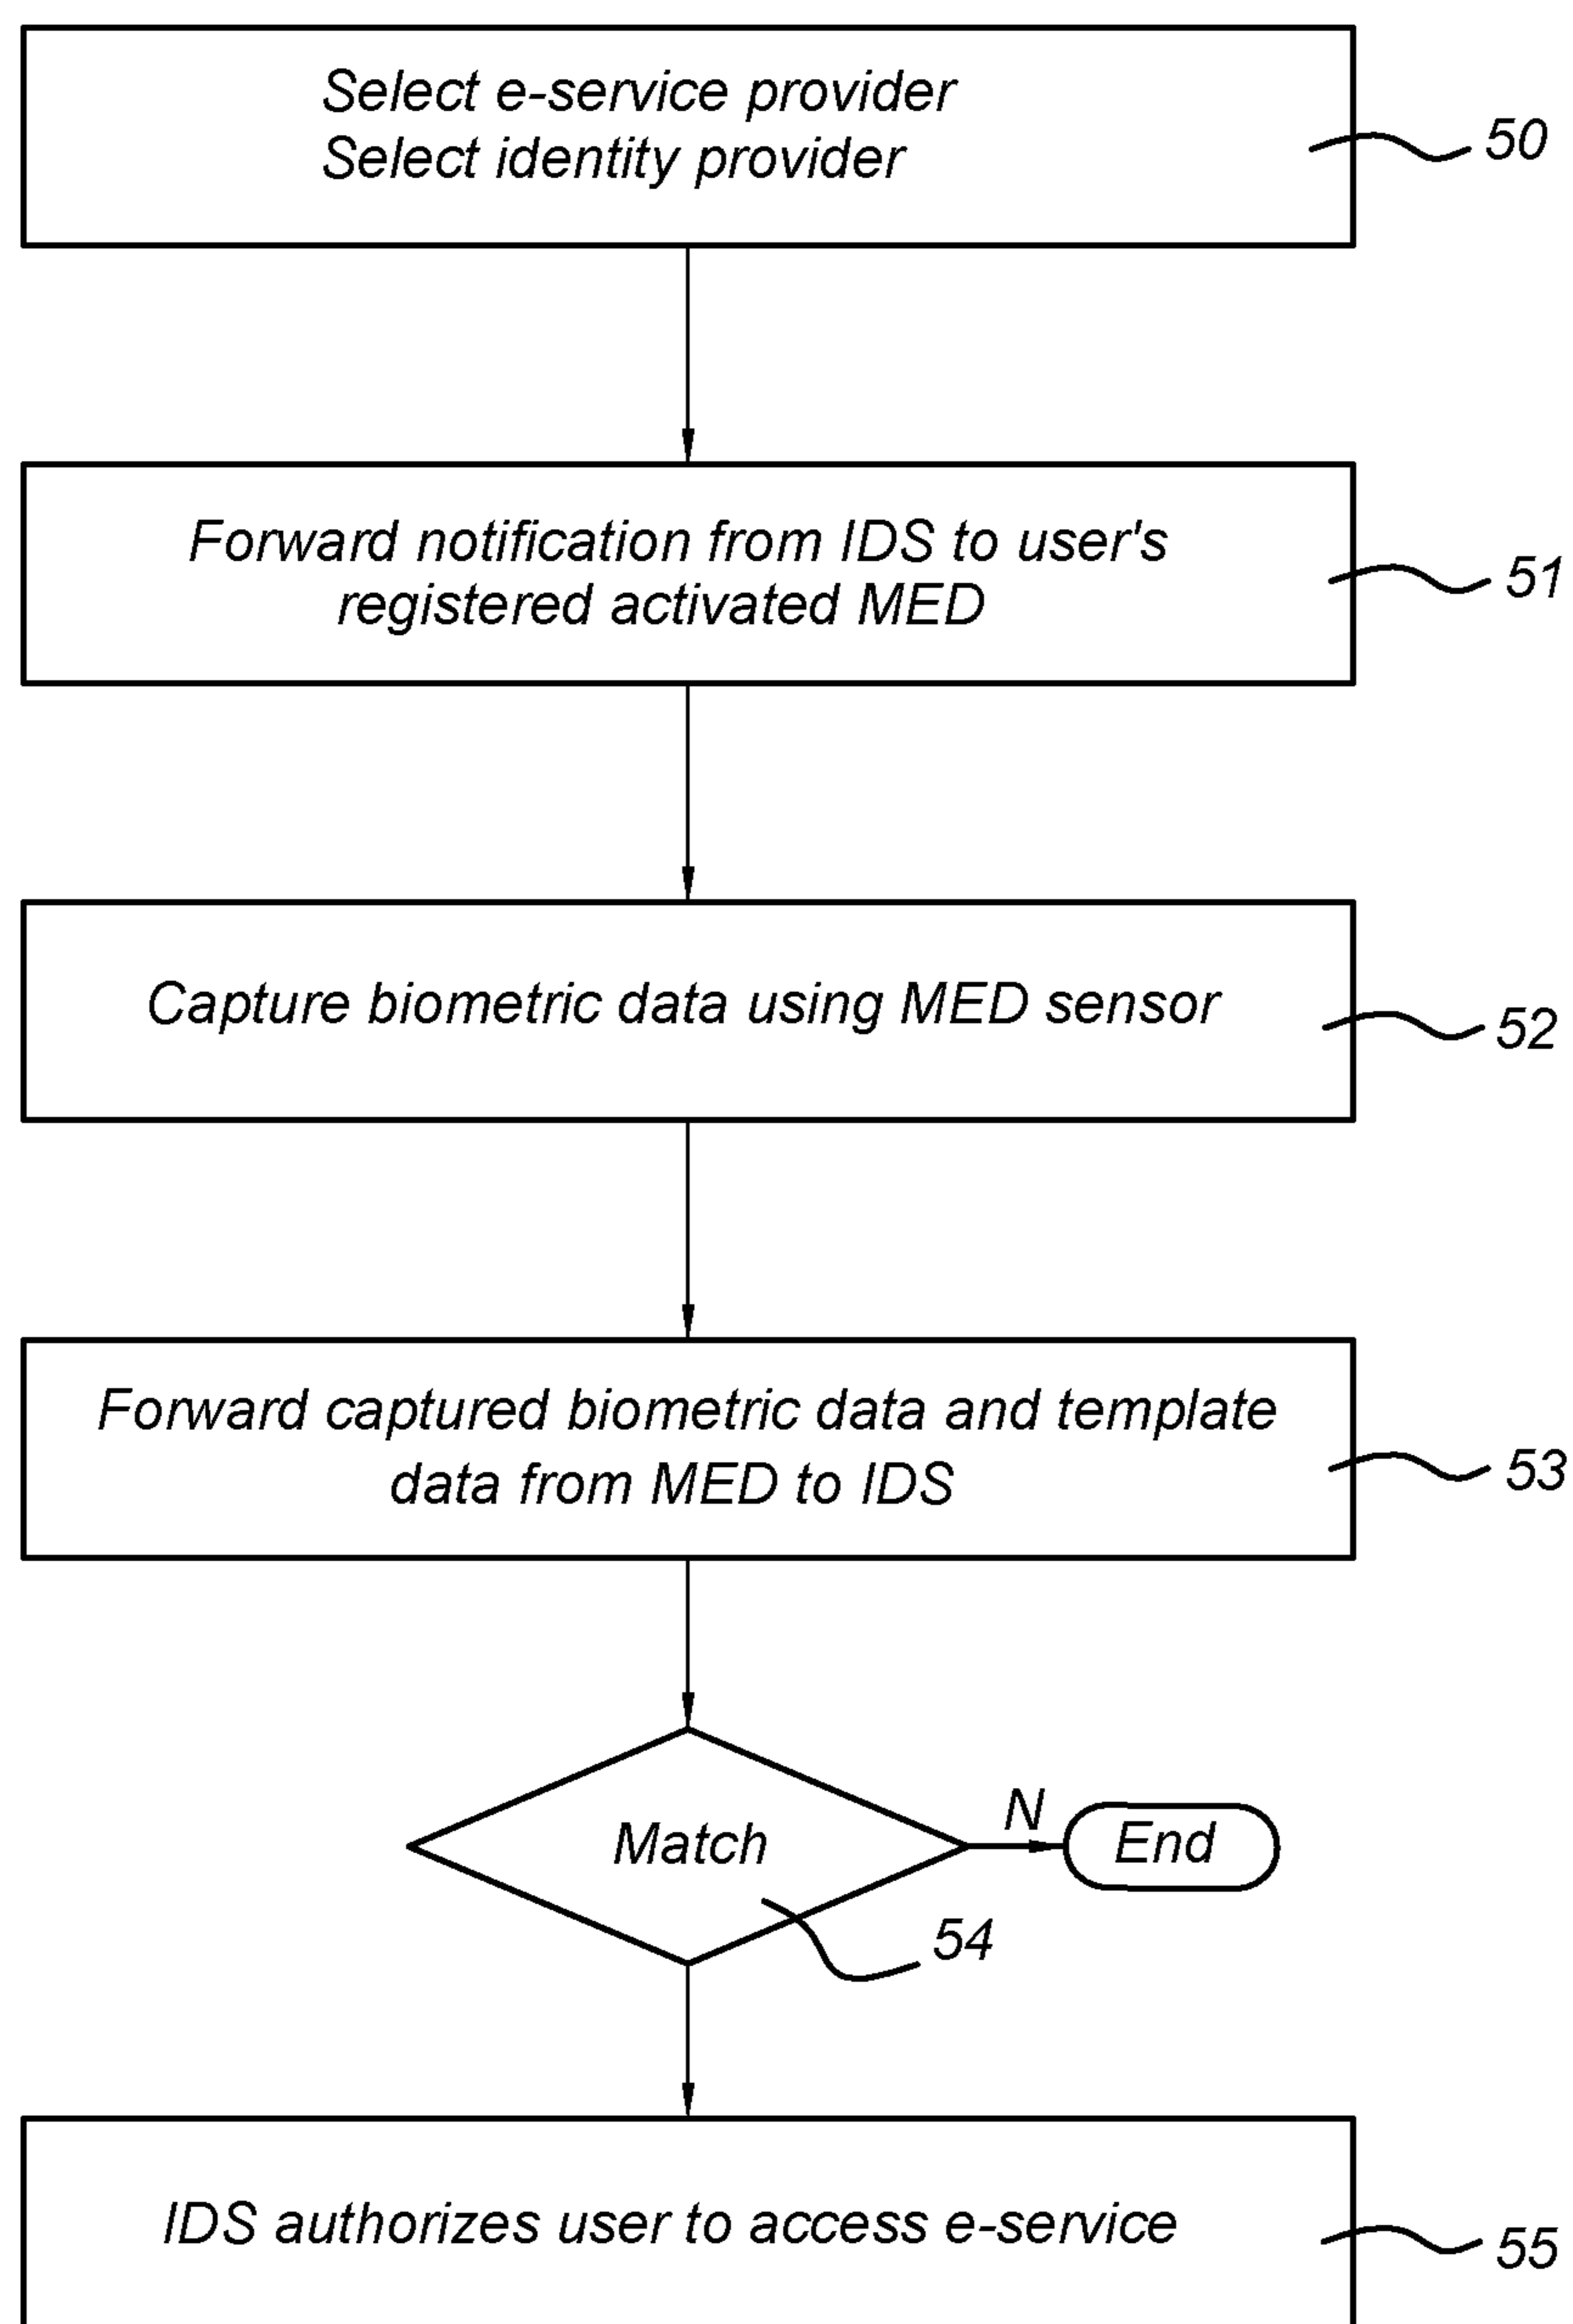 Select e-service provider
Select identity provider
50
Forward notification from IDS to user's
registered activated MED
51
Capture biometric data using MED sensor
52
Forward captured biometric data and template
data from MED to IDS
53
Match
N
End
54
IDS authorizes user to access e-service
55